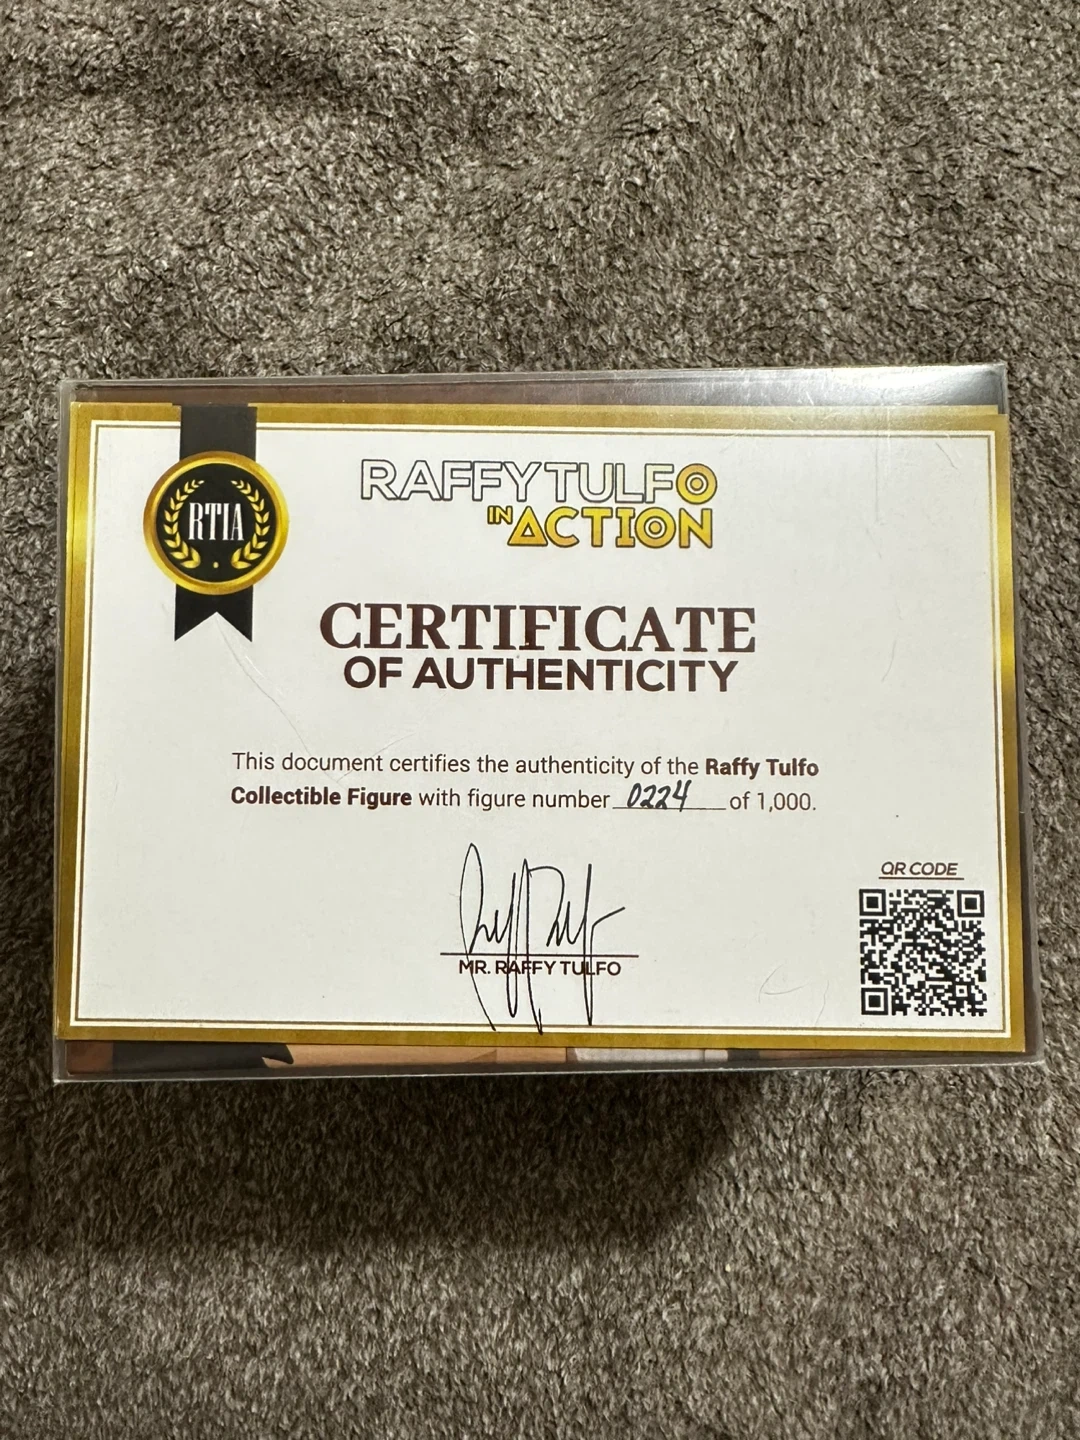 RTIA
RAFFY TULFO
IN ACTION
CERTIFICATE
OF AUTHENTICITY
This document certifies the authenticity of the Raffy Tulfo
Collectible Figure with figure number 0224 of 1,000.
MR. RAFFY TULFO
QR CODE